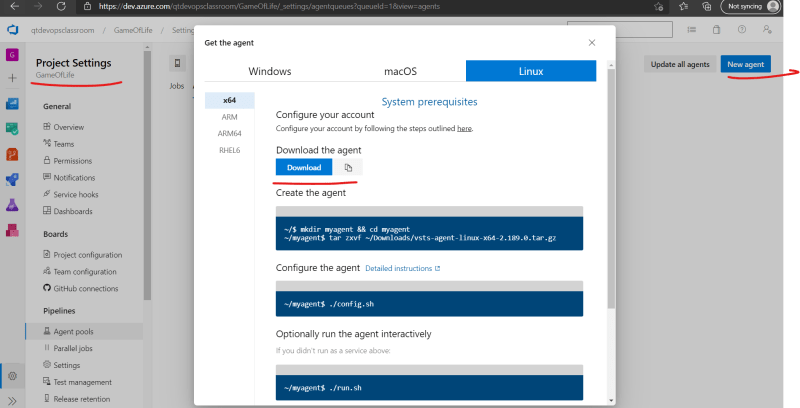 https://dev.azure.com/qtdevopsclassroom/GameOfLife/_settings/agentqueues?queueId=1&view=agents
Not syncing
qtdevopsclassroom / GameOfLife / Setting
Get the agent
Project Settings
GameOfLife
Windows
macOS
Linux
Update all agents
New agent
Jobs
General
Overview
Teams
Permissions
Notifications
Service hooks
Dashboards
Boards
Project configuration
Team configuration
GitHub connections
Pipelines
Agent pools
Parallel jobs
Settings
Test management
Release retention
x64
ARM
ARM64
RHEL6
System prerequisites
Configure your account
Configure your account by following the steps outlined here.
Download the agent
Download
Create the agent
~/$ mkdir myagent && cd myagent
~/myagent$ tar zxvf ~/Downloads/vsts-agent-linux-x64-2.189.0.tar.gz
Configure the agent Detailed instructions
~/myagent$ ./config.sh
Optionally run the agent interactively
If you didn't run as a service above:
~/myagent$ ./run.sh